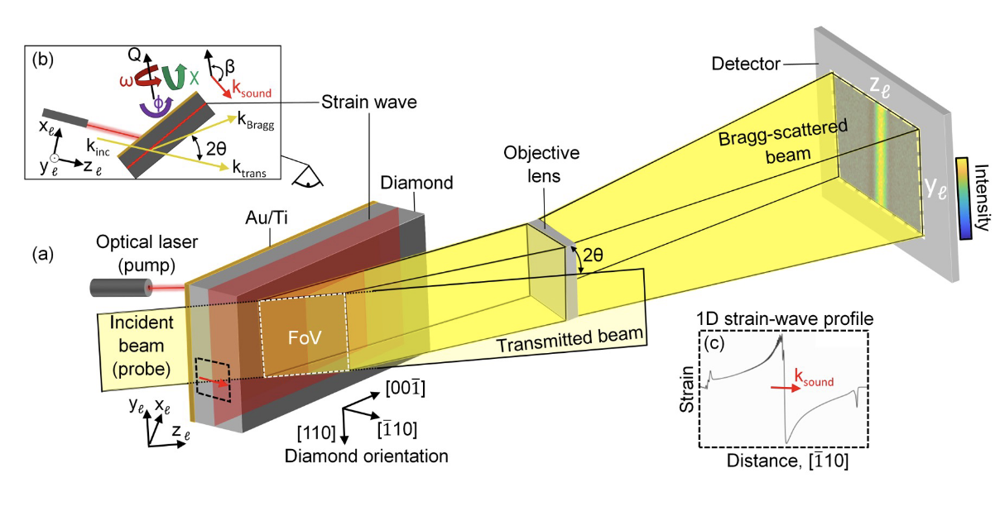 (b)
Q
ω
χ
ϕ
β
k_sound
Strain wave
k_Bragg
2θ
k_inc
k_trans
x_ℓ
y_ℓ
z_ℓ
Detector
z_ℓ
y_ℓ
Bragg-scattered
beam
Intensity
Objective
lens
Diamond
Au/Ti
(a)
Optical laser
(pump)
2θ
Incident
beam
(probe)
FoV
Transmitted beam
y_ℓ
x_ℓ
z_ℓ
[001̅]
[1̅10]
[110]
Diamond orientation
1D strain-wave profile
(c)
k_sound
Strain
Distance, [1̅10]